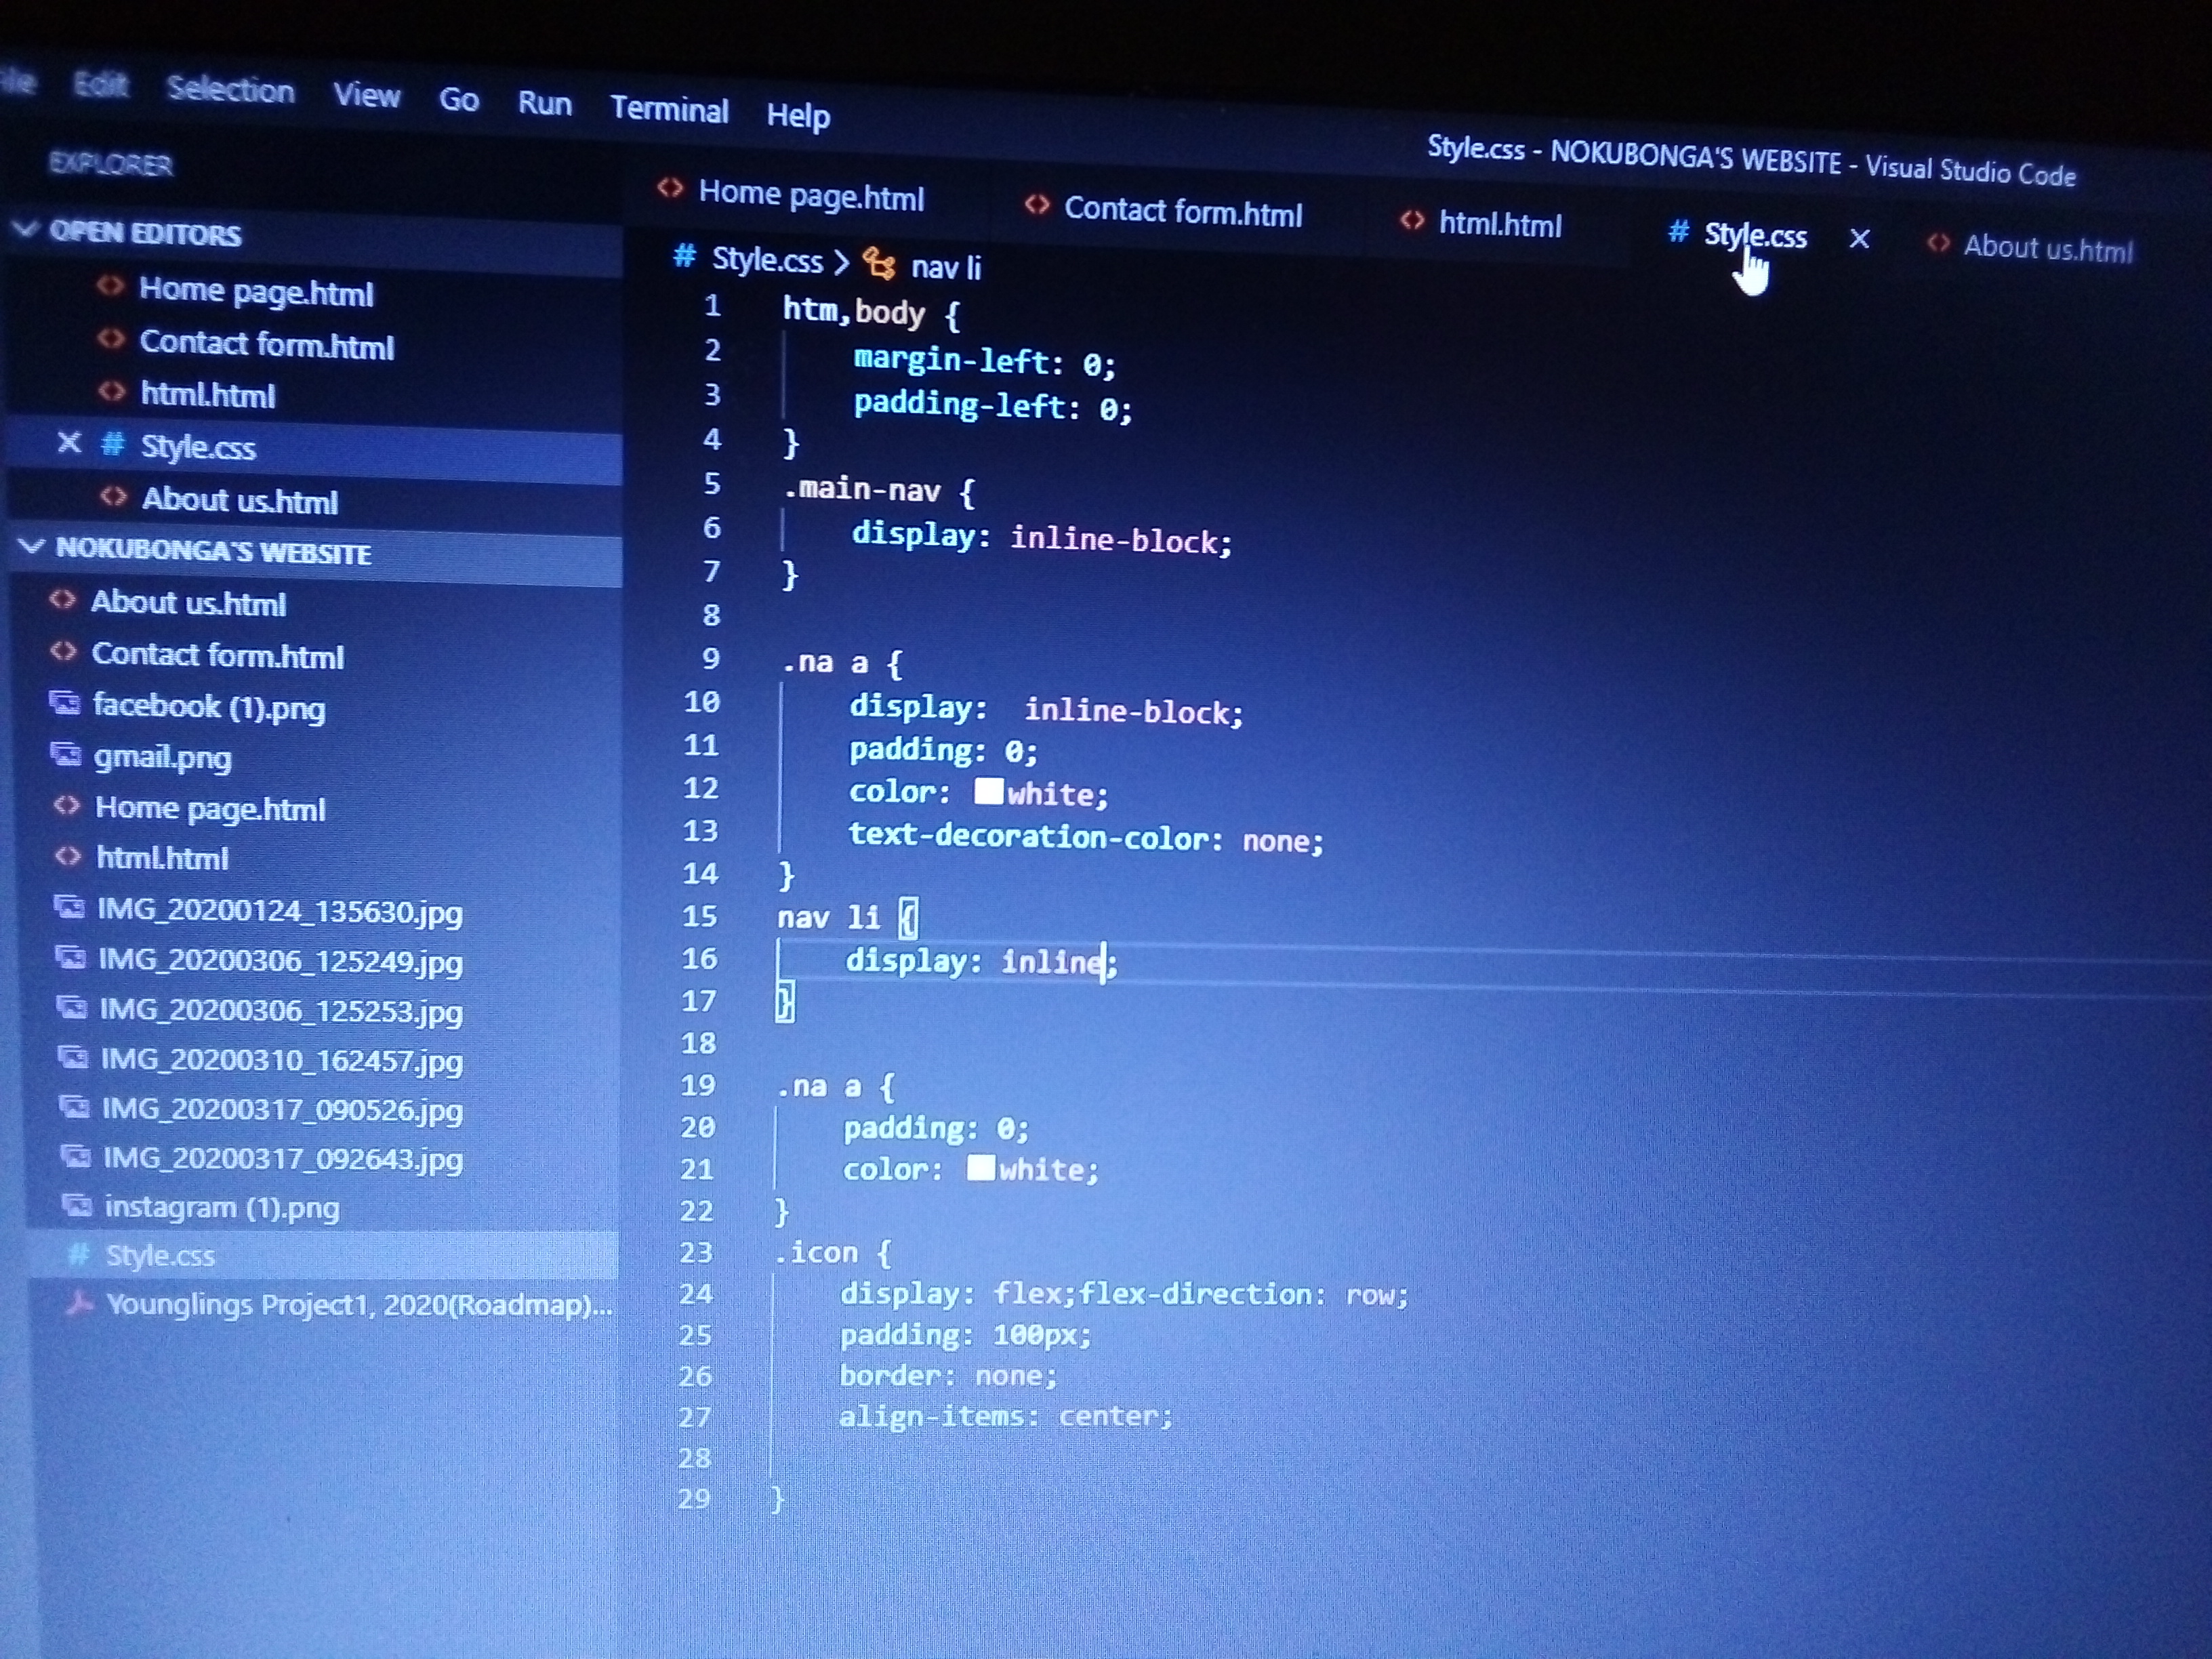 File Edit Selection View Go Run Terminal Help
Style.css - NOKUBONGA'S WEBSITE - Visual Studio Code
EXPLORER
OPEN EDITORS
Home page.html
Contact form.html
html.html
Style.css
About us.html
NOKUBONGA'S WEBSITE
About us.html
Contact form.html
facebook (1).png
gmail.png
Home page.html
html.html
IMG_20200124_135630.jpg
IMG_20200306_125249.jpg
IMG_20200306_125253.jpg
IMG_20200310_162457.jpg
IMG_20200317_090526.jpg
IMG_20200317_092643.jpg
instagram (1).png
# Style.css
Younglings Project1, 2020(Roadmap)...
Home page.html Contact form.html html.html # Style.css About us.html
# Style.css > nav li
1 htm,body {
2 margin-left: 0;
3 padding-left: 0;
4 }
5 .main-nav {
6 display: inline-block;
7 }
8
9 .na a {
10 display:  inline-block;
11 padding: 0;
12 color: white;
13 text-decoration-color: none;
14 }
15 nav li {
16 display: inline;
17 }
18
19 .na a {
20 padding: 0;
21 color: white;
22 }
23 .icon {
24 display: flex;flex-direction: row;
25 padding: 100px;
26 border: none;
27 align-items: center;
28
29 }